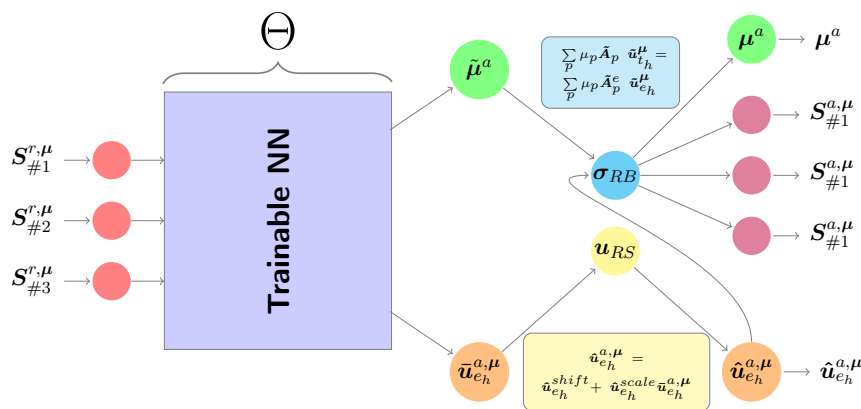 Θ
μ̃^a
∑_p μ_p Ã_p ũ^μ_{t_h} =
∑_p μ_p Ã^e_p ũ^μ_{e_h}
μ^a
μ^a
S^{r,μ}_{#1}
S^{r,μ}_{#2}
S^{r,μ}_{#3}
Trainable NN
σ_{RB}
S^{a,μ}_{#1}
S^{a,μ}_{#1}
S^{a,μ}_{#1}
u_{RS}
ū^{a,μ}_{e_h}
û^{a,μ}_{e_h} =
û^{shift}_{e_h} + û^{scale}_{e_h} ū^{a,μ}_{e_h}
û^{a,μ}_{e_h}
û^{a,μ}_{e_h}